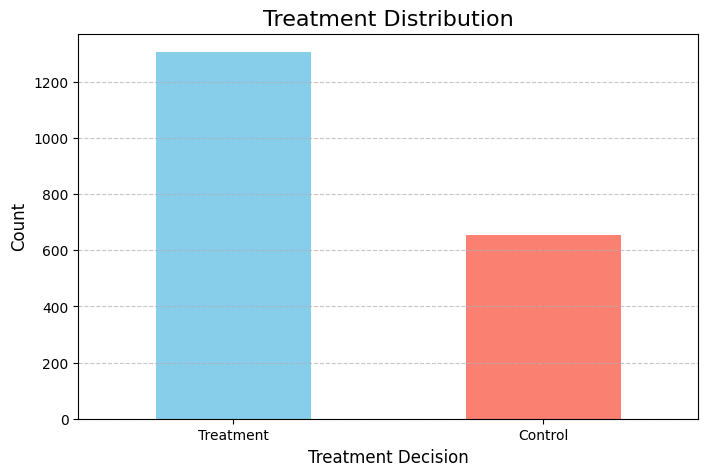 Treatment Distribution
Count
1200
1000
800
600
400
200
0
Treatment
Control
Treatment Decision